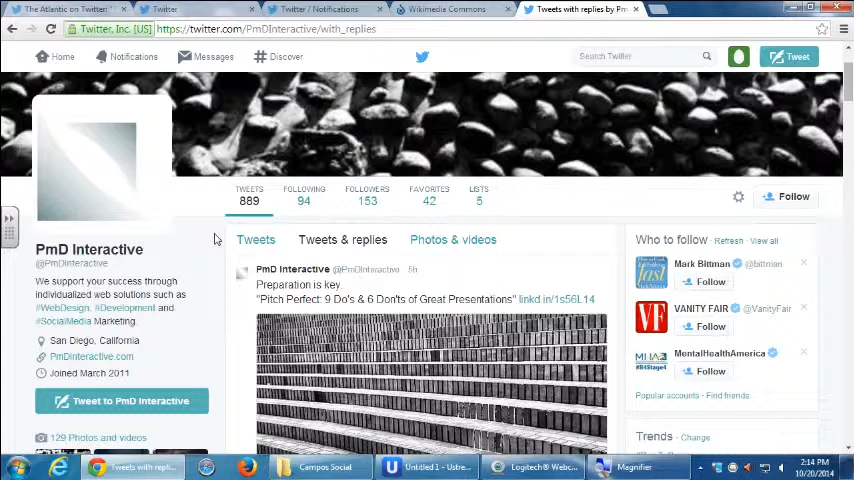 The Atlantic on Twitter: "
Twitter
Twitter / Notifications
Wikimedia Commons
Tweets with replies by Pm
Twitter, Inc. [US]
https://twitter.com/PmDInteractive/with_replies
Home
Notifications
Messages
Discover
Search Twitter
Tweet
TWEETS
889
FOLLOWING
94
FOLLOWERS
153
FAVORITES
42
LISTS
5
Follow
PmD Interactive
@PmDInteractive
We support your success through
individualized web solutions such as
#WebDesign, #Development and
#SocialMedia Marketing.
San Diego, California
PmDInteractive.com
Joined March 2011
Tweet to PmD Interactive
129 Photos and videos
Tweets
Tweets & replies
Photos & videos
PmD Interactive @PmDInteractive · 5h
Preparation is key.
"Pitch Perfect: 9 Do's & 6 Don'ts of Great Presentations" linkd.in/1s56L14
Who to follow · Refresh · View all
Mark Bittman @bittman
Follow
VANITY FAIR @VanityFair
VF
Follow
MentalHealthAmerica
MHA
#B4Stage4
Follow
Popular accounts · Find friends
Trends · Change
Tweets with repli...
Campos Social
Untitled 1 - Ustre...
Logitech® Webc...
Magnifier
2:14 PM
10/20/2014